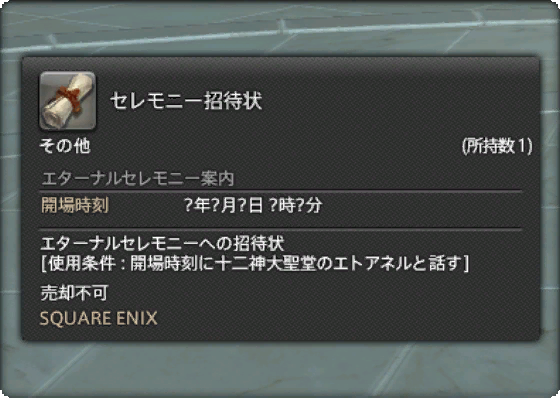 セレモニー招待状
その他 (所持数1)
エターナルセレモニー案内
開場時刻 ?年?月?日 ?時?分
エターナルセレモニーへの招待状
[使用条件 : 開場時刻に十二神大聖堂のエトアネルと話す]
売却不可
SQUARE ENIX